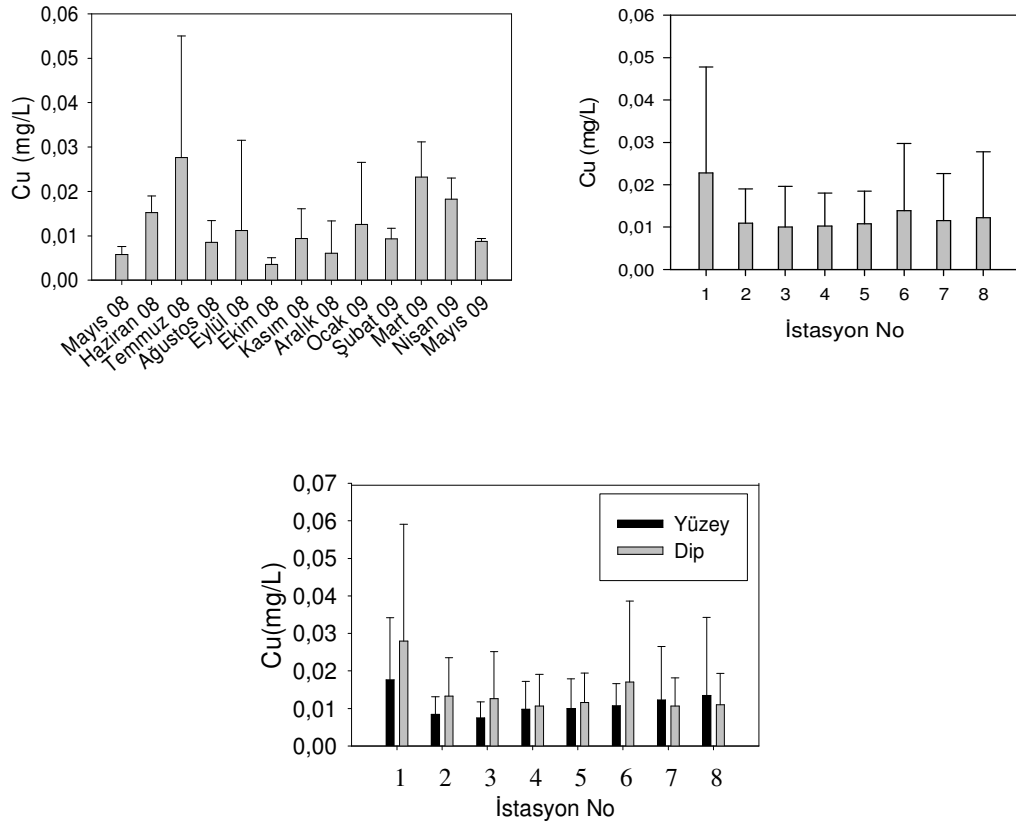 Cu (mg/L)
0,06
0,05
0,04
0,03
0,02
0,01
0,00
Mayıs 08
Haziran 08
Temmuz 08
Ağustos 08
Eylül 08
Ekim 08
Kasım 08
Aralık 08
Ocak 09
Şubat 09
Mart 09
Nisan 09
Mayıs 09
Cu (mg/L)
0,06
0,05
0,04
0,03
0,02
0,01
0,00
1 2 3 4 5 6 7 8
İstasyon No
Cu(mg/L)
0,07
0,06
0,05
0,04
0,03
0,02
0,01
0,00
Yüzey
Dip
1 2 3 4 5 6 7 8
İstasyon No